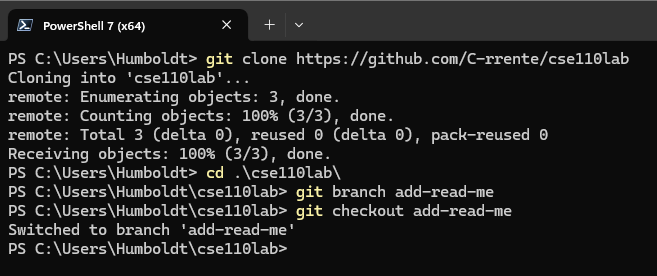 PowerShell 7 (x64)
PS C:\Users\Humboldt> git clone https://github.com/C-rrente/cse110lab
Cloning into 'cse110lab'...
remote: Enumerating objects: 3, done.
remote: Counting objects: 100% (3/3), done.
remote: Total 3 (delta 0), reused 0 (delta 0), pack-reused 0
Receiving objects: 100% (3/3), done.
PS C:\Users\Humboldt> cd .\cse110lab\
PS C:\Users\Humboldt\cse110lab> git branch add-read-me
PS C:\Users\Humboldt\cse110lab> git checkout add-read-me
Switched to branch 'add-read-me'
PS C:\Users\Humboldt\cse110lab>